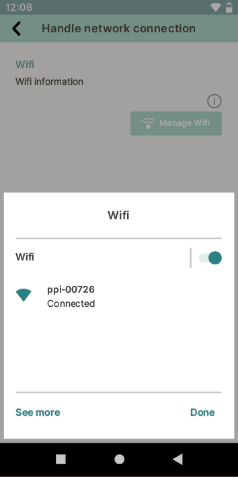 12:08
Handle network connection
Wifi
Wifi information
Manage Wifi
Wifi
Wifi
ppi-00726
Connected
See more
Done